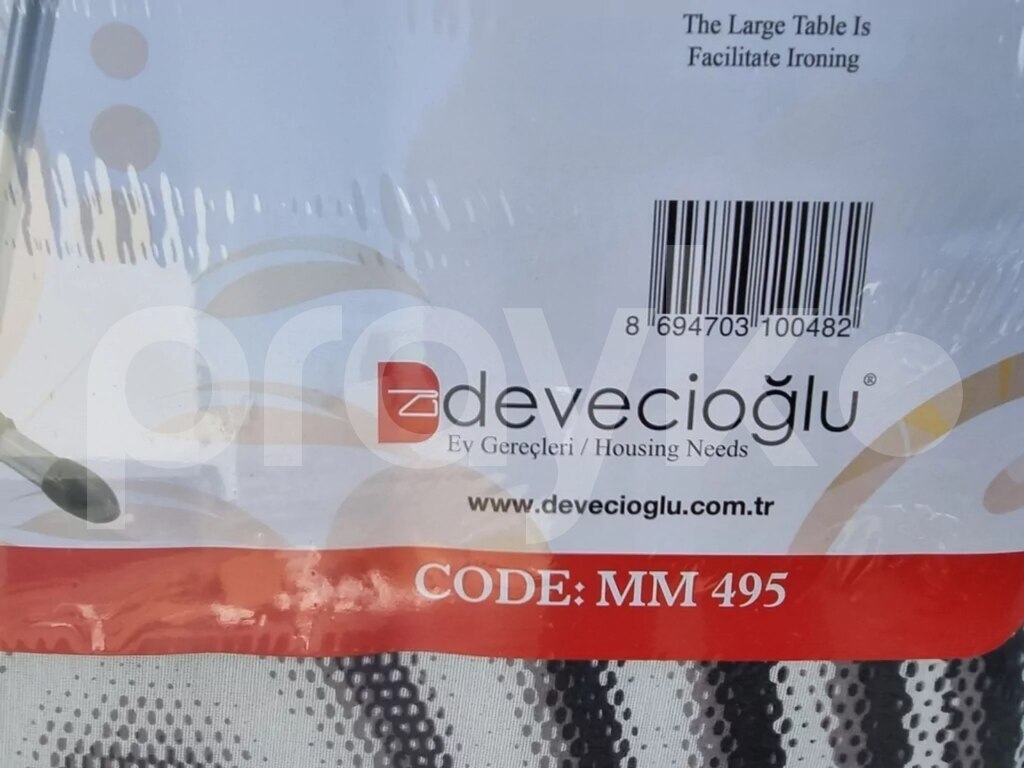 The Large Table Is
Facilitate Ironing
8 694703 100482
devecioğlu®
Ev Gereçleri / Housing Needs
www.devecioglu.com.tr
CODE: MM 495
prayko